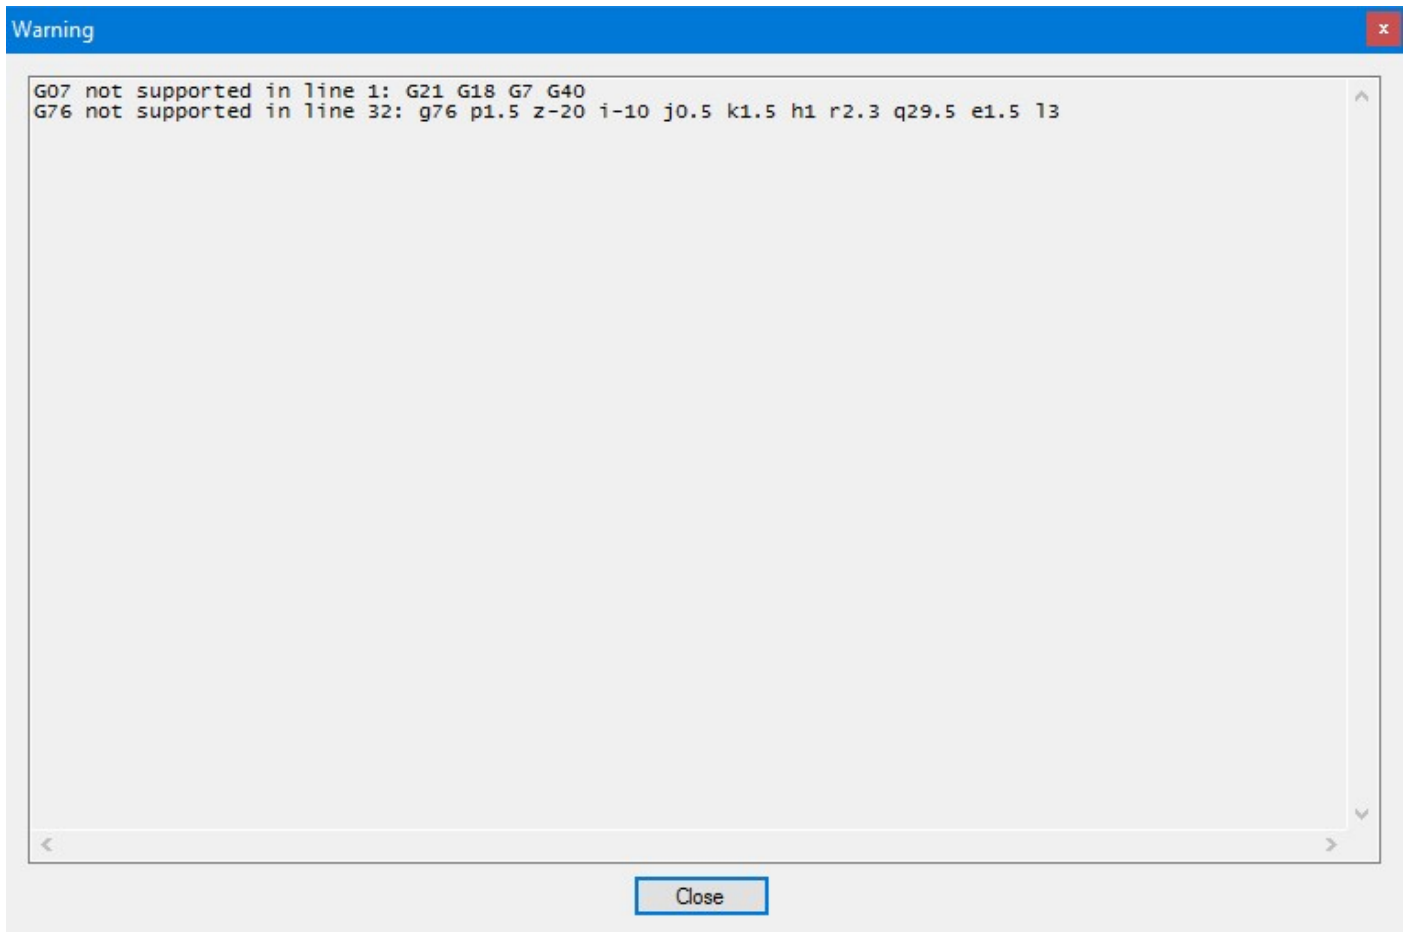 Warning
x
G07 not supported in line 1: G21 G18 G7 G40
G76 not supported in line 32: g76 p1.5 z-20 i-10 j0.5 k1.5 h1 r2.3 q29.5 e1.5 l3
Close